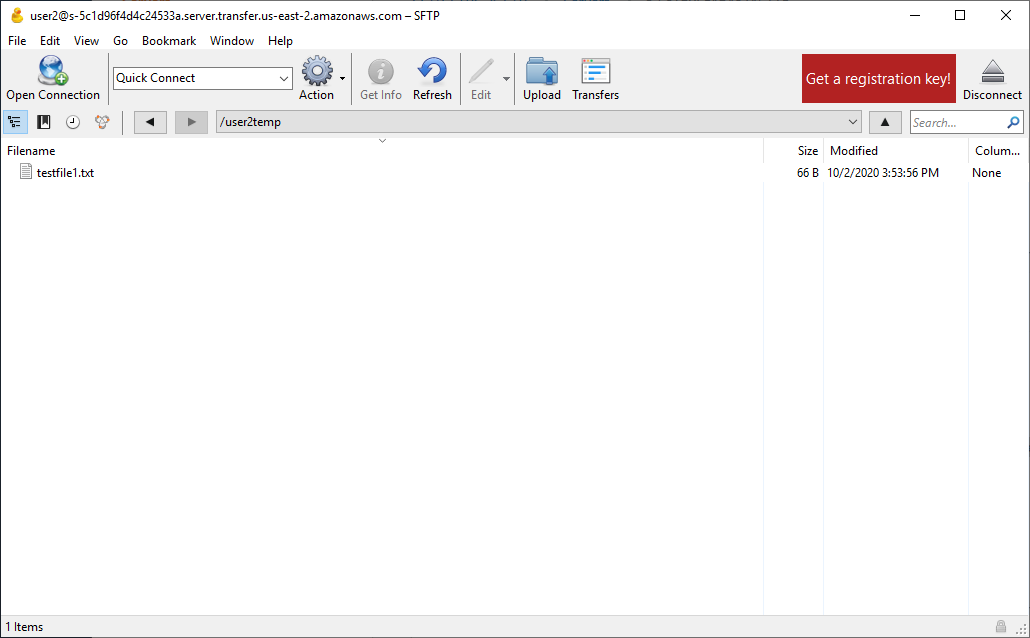 user2@s-5c1d96f4d4c24533a.server.transfer.us-east-2.amazonaws.com – SFTP
File Edit View Go Bookmark Window Help
Open Connection Quick Connect Action Get Info Refresh Edit Upload Transfers Get a registration key! Disconnect
/user2temp Search...
Filename Size Modified Colum...
testfile1.txt 66 B 10/2/2020 3:53:56 PM None
1 Items